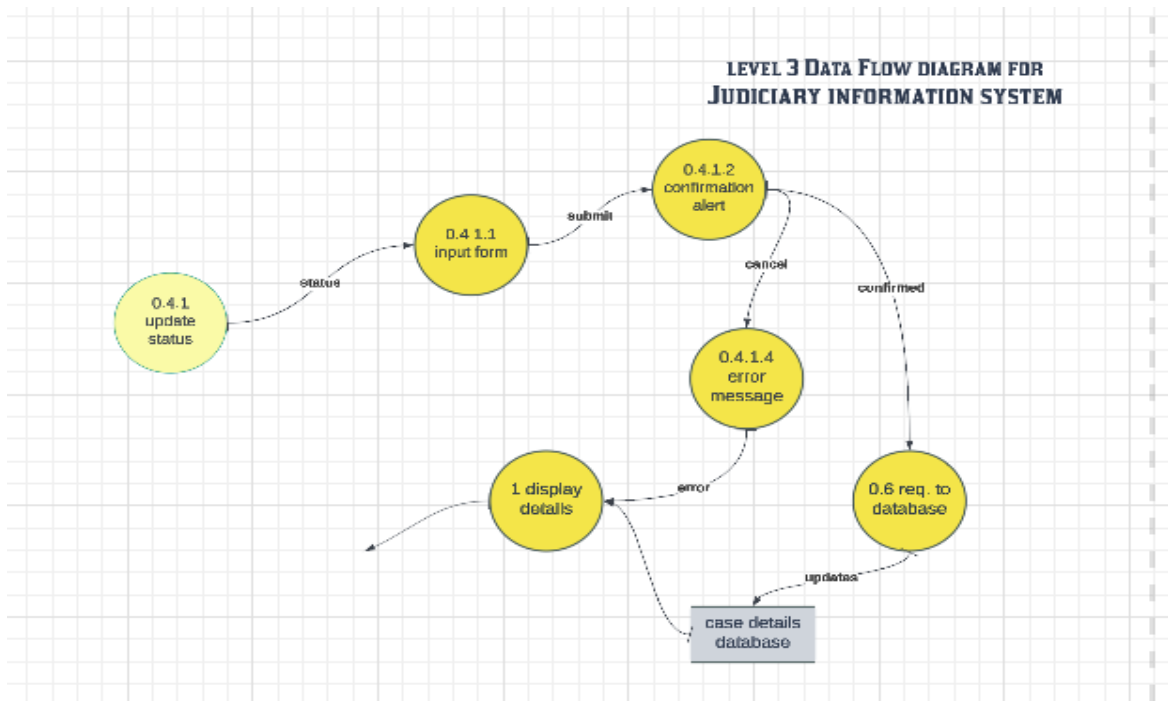 LEVEL 3 DATA FLOW DIAGRAM FOR
JUDICIARY INFORMATION SYSTEM
0.4.1.2
confirmation
alert
submit
0.4 1.1
input form
cancel
status
confirmed
0.4.1
update
status
0.4.1.4
error
message
error
1 display
details
0.6 req. to
database
updates
case details
database